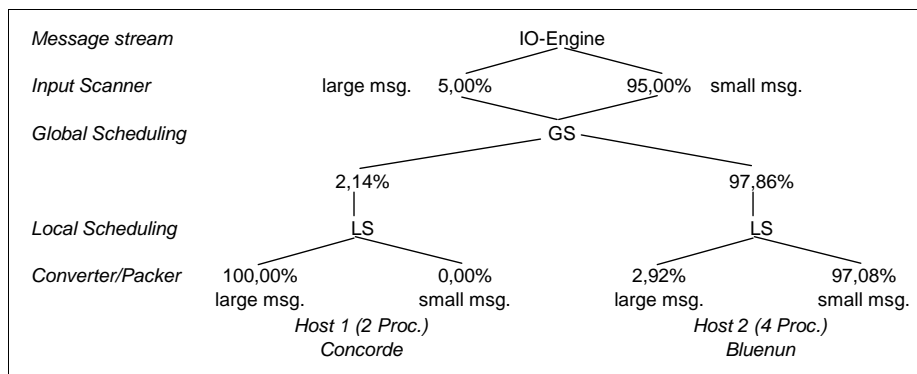 Message stream IO-Engine
Input Scanner large msg. 5,00% 95,00% small msg.
Global Scheduling GS
2,14% 97,86%
Local Scheduling LS LS
Converter/Packer 100,00% 0,00% 2,92% 97,08%
large msg. small msg. large msg. small msg.
Host 1 (2 Proc.) Host 2 (4 Proc.)
Concorde Bluenun